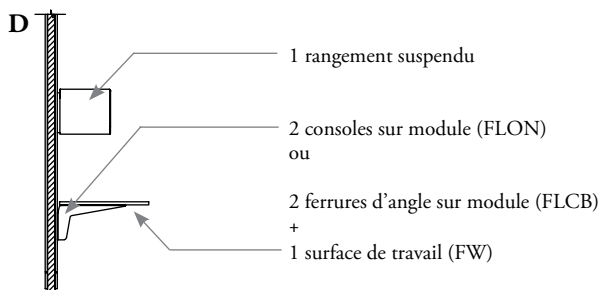 D
1 rangement suspendu
2 consoles sur module (FLON)
ou
2 ferrures d'angle sur module (FLCB)
+
1 surface de travail (FW)